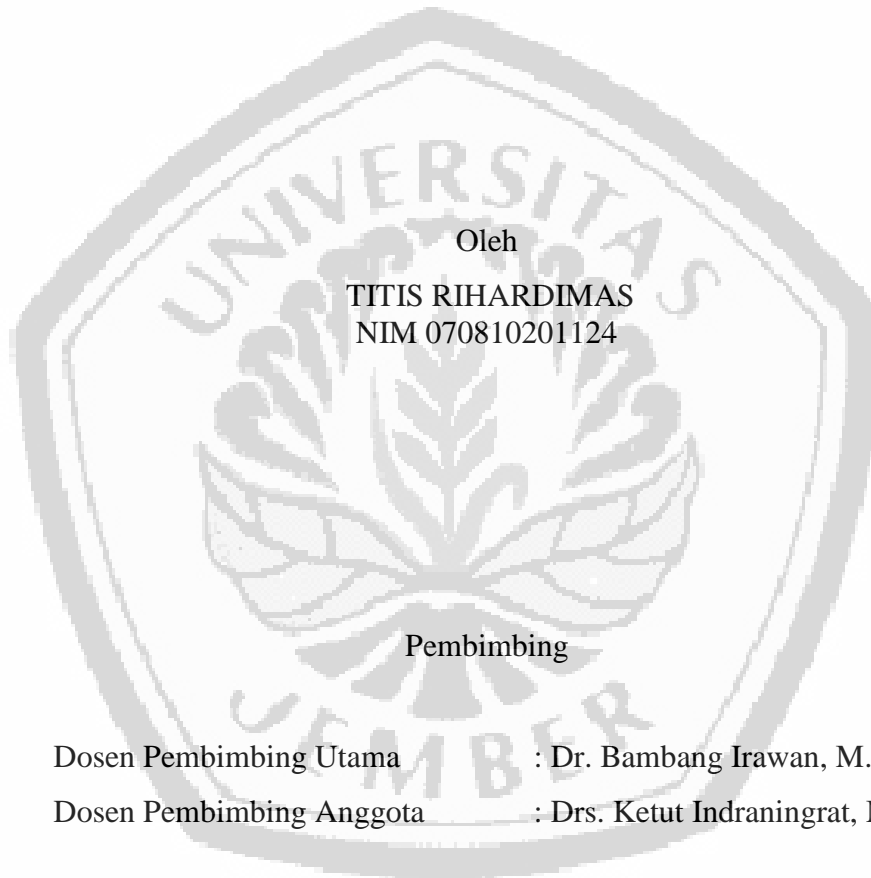 UNIVERSITAS
Oleh
TITIS RIHARDIMAS
NIM 070810201124
Pembimbing
JEMBER
Dosen Pembimbing Utama : Dr. Bambang Irawan, M.
Dosen Pembimbing Anggota : Drs. Ketut Indraningrat,